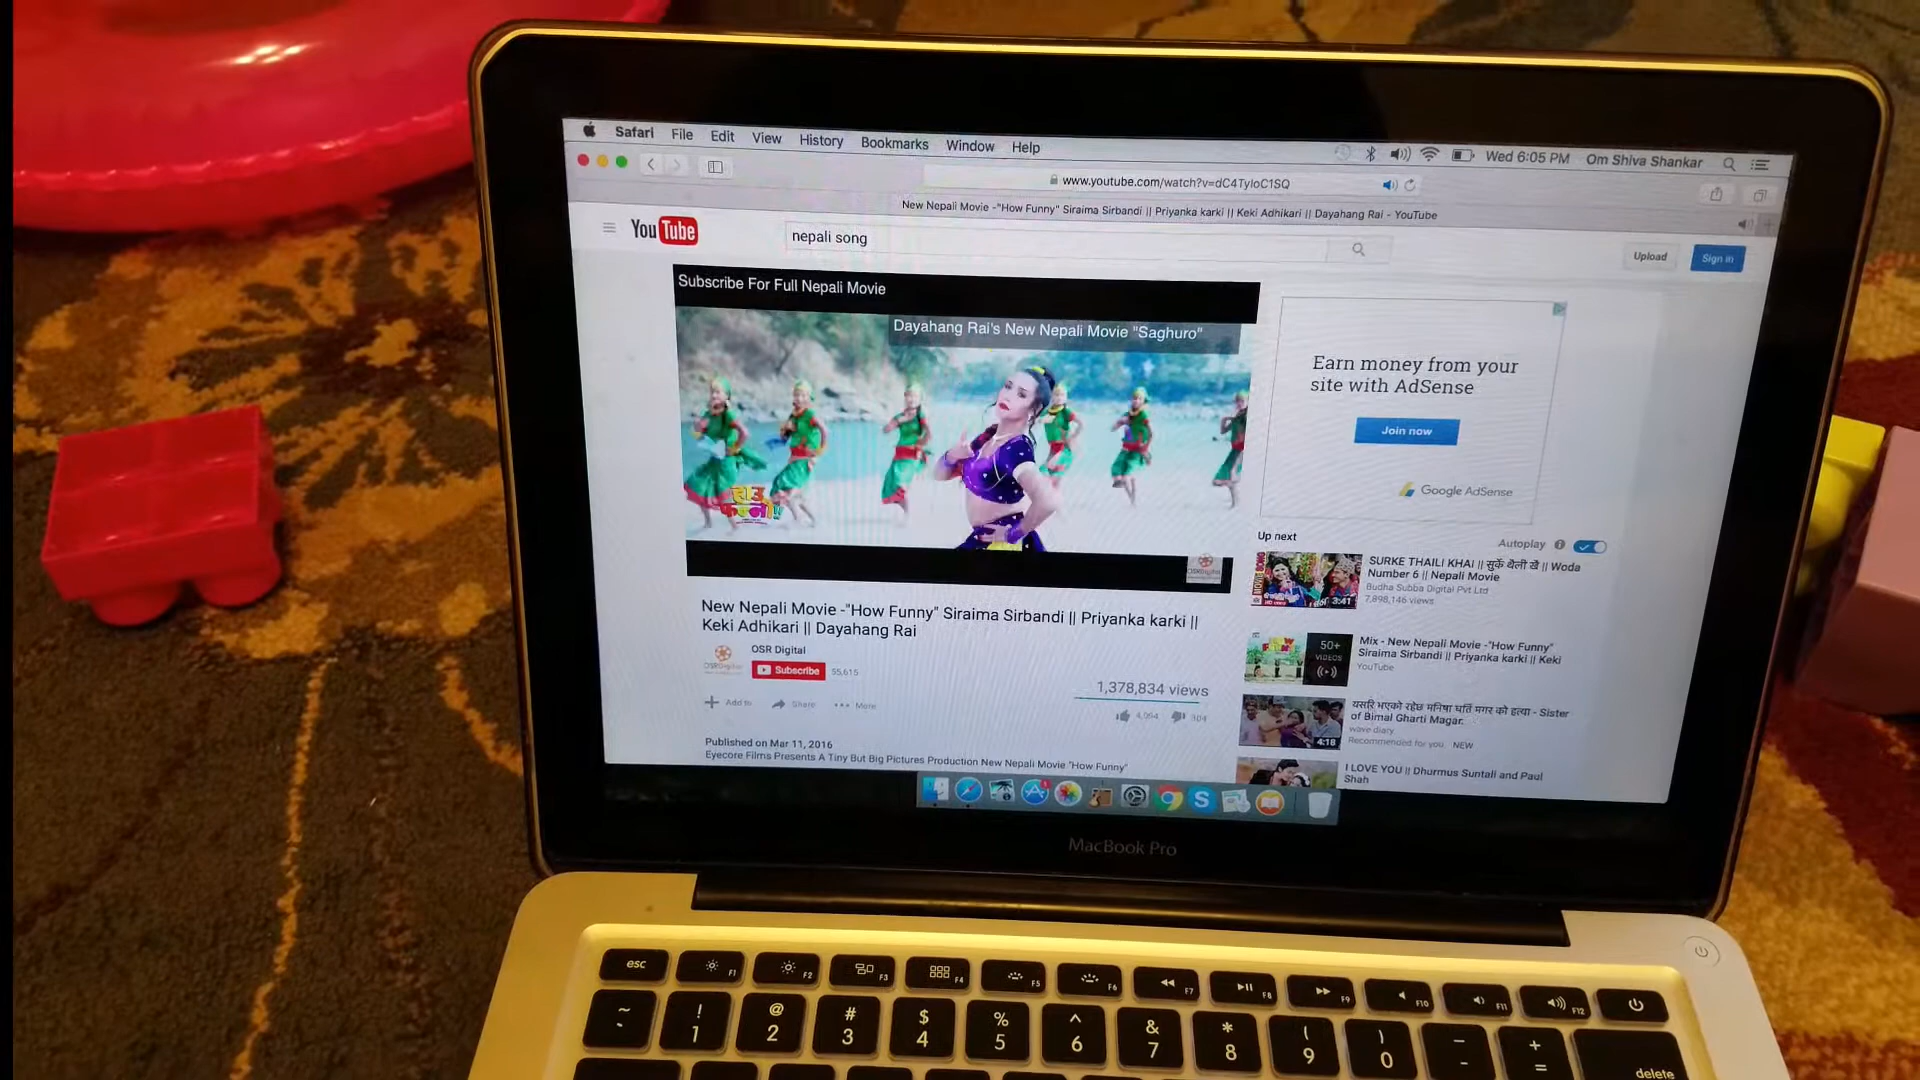 Safari File Edit View History Bookmarks Window Help Wed 6:05 PM Om Shiva Shankar
www.youtube.com/watch?v=dC4TyloC1SQ
New Nepali Movie -"How Funny" Siraima Sirbandi || Priyanka karki || Keki Adhikari || Dayahang Rai - YouTube
YouTube
nepali song
Upload
Sign in
Subscribe For Full Nepali Movie
Dayahang Rai's New Nepali Movie "Saghuro"
हाउ
फन्नी!!
OSRDigital
New Nepali Movie -"How Funny" Siraima Sirbandi || Priyanka karki ||
Keki Adhikari || Dayahang Rai
OSR Digital
Subscribe 55,615
1,378,834 views
Add to Share More
4,094 304
Published on Mar 11, 2016
Eyecore Films Presents A Tiny But Big Pictures Production New Nepali Movie "How Funny"
Earn money from your
site with AdSense
Join now
Google AdSense
Up next
Autoplay
3:41
SURKE THAILI KHAI || सुर्के थैली खै || Woda
Number 6 || Nepali Movie
Budha Subba Digital Pvt Ltd
7,898,146 views
50+
VIDEOS
Mix - New Nepali Movie -"How Funny"
Siraima Sirbandi || Priyanka karki || Keki
YouTube
4:18
यसरि भएको रहेछ मनिषा घर्ति मगर को हत्या - Sister
of Bimal Gharti Magar.
wave diary
Recommended for you NEW
I LOVE YOU || Dhurmus Suntali and Paul
Shah
MacBook Pro
esc F1 F2 F3 F4 F5 F6 F7 F8 F9 F10 F11 F12
~ ! @ # $ % ^ & * ( ) _ +
1 2 3 4 5 6 7 8 9 0 - =
delete